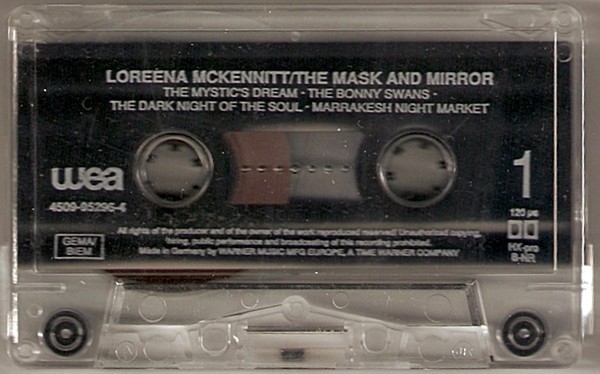 LOREENA MCKENNITT/THE MASK AND MIRROR
THE MYSTIC'S DREAM - THE BONNY SWANS -
THE DARK NIGHT OF THE SOUL - MARRAKESH NIGHT MARKET
wea
1
4509-95296-4
120 µs
GEMA/
BIEM
HX-pro
B-NR
All rights of the producer and of the owner of the work reproduced reserved. Unauthorized copying,
hiring, public performance and broadcasting of this recording prohibited.
Made in Germany by WARNER MUSIC MFG EUROPE, A TIME WARNER COMPANY